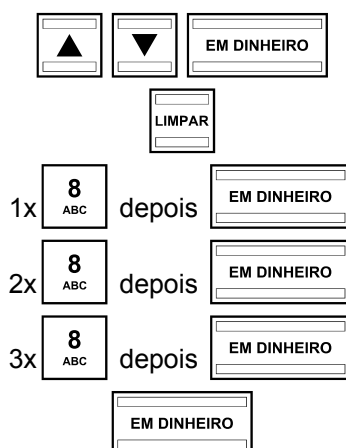 ▲ ▼ EM DINHEIRO
LIMPAR
1x 8 ABC depois EM DINHEIRO
2x 8 ABC depois EM DINHEIRO
3x 8 ABC depois EM DINHEIRO
EM DINHEIRO